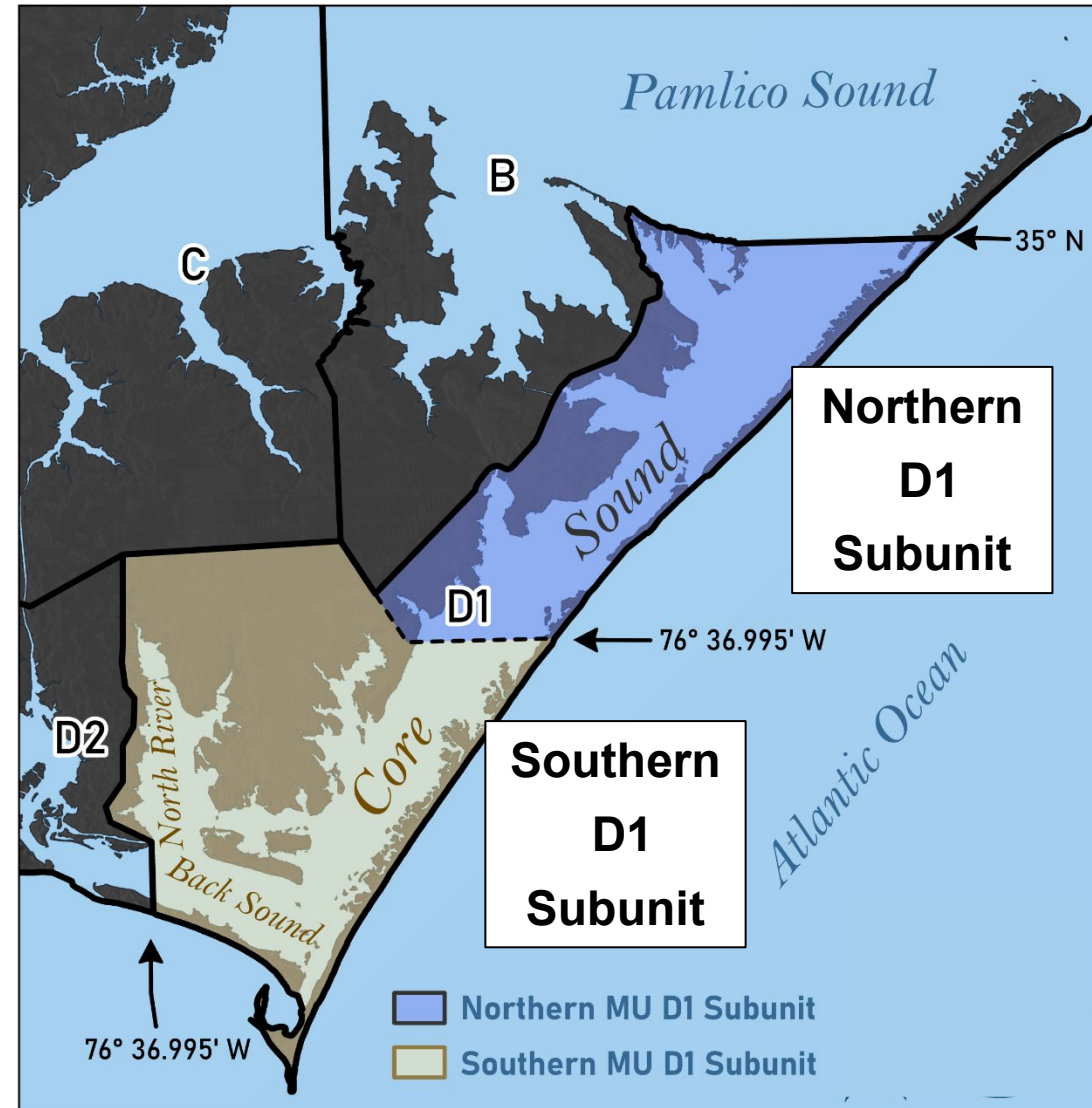 Pamlico Sound
B
35° N
C
Northern
D1
Subunit
Sound
D1
76° 36.995' W
D2
North River
Core
Southern
D1
Subunit
Atlantic Ocean
Back Sound
Northern MU D1 Subunit
76° 36.995' W
Southern MU D1 Subunit